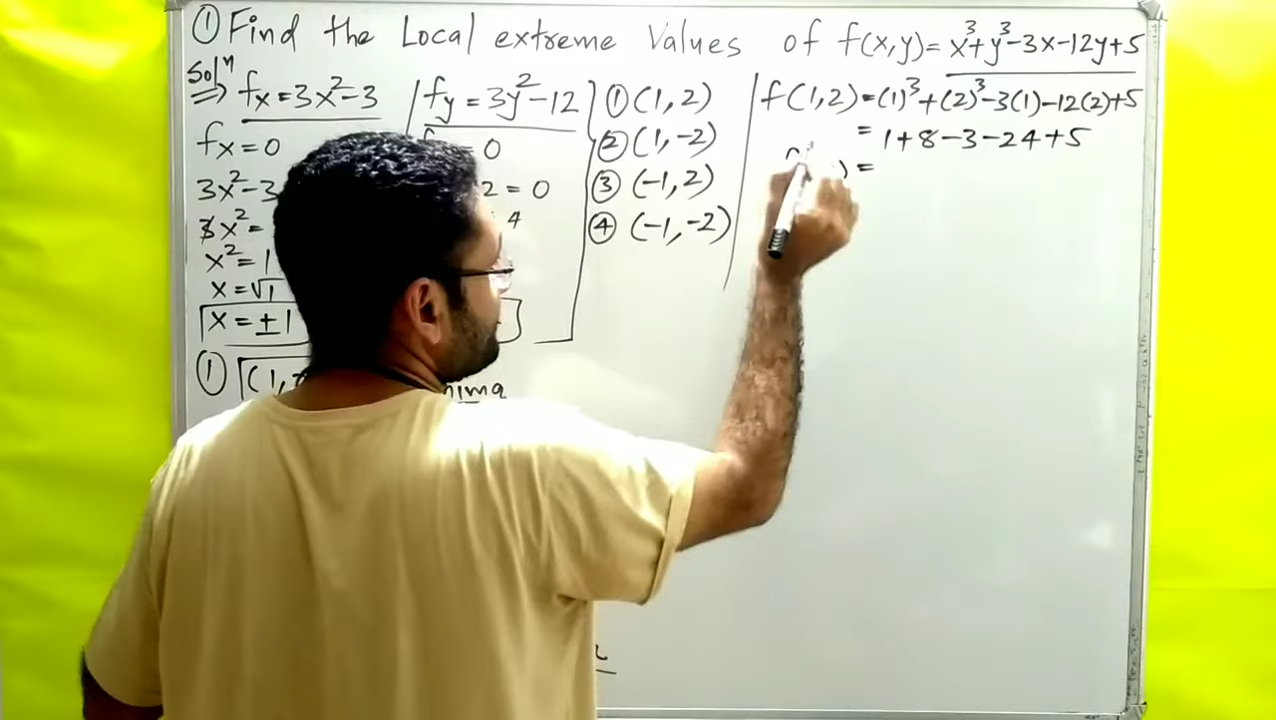 ① Find the Local extreme Values of f(x,y)= x³+y³-3x-12y+5
Solⁿ
⇒ fx = 3x²-3
fx = 0
3x²-3
3x² =
x² = 1
x = √1
x = ±1
① (1,
nima
fy = 3y²-12
= 0
2 = 0
4
① (1, 2)
② (1, -2)
③ (-1, 2)
④ (-1, -2)
f(1,2) = (1)³+(2)³-3(1)-12(2)+5
= 1+8-3-24+5
) =